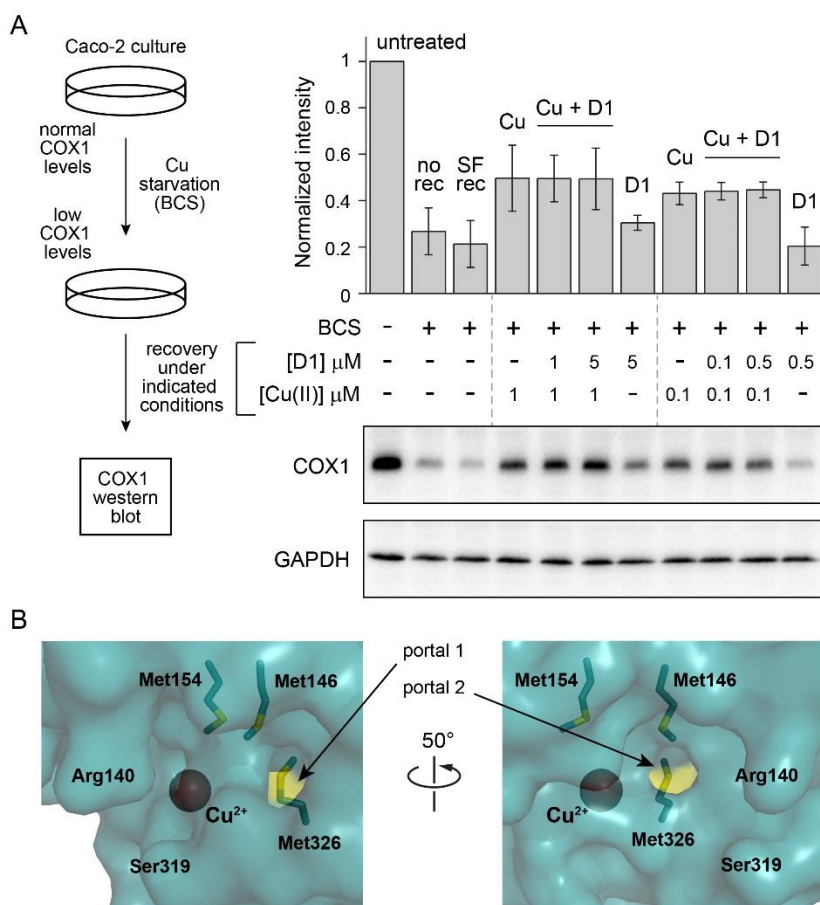 A
Caco-2 culture
normal
COX1
levels
Cu
starvation
(BCS)
low
COX1
levels
recovery
under
indicated
conditions
COX1
western
blot
Normalized intensity
1
0.8
0.6
0.4
0.2
0
untreated
no
rec
SF
rec
Cu
Cu + D1
D1
Cu
Cu + D1
D1
BCS - + + + + + + + + + +
[D1] μM - - - - 1 5 5 - 0.1 0.5 0.5
[Cu(II)] μM - - - 1 1 1 - 0.1 0.1 0.1 -
COX1
GAPDH
B
Met154
Met146
Arg140
Cu2+
Met326
Ser319
portal 1
portal 2
50°
Met154
Met146
Arg140
Cu2+
Met326
Ser319